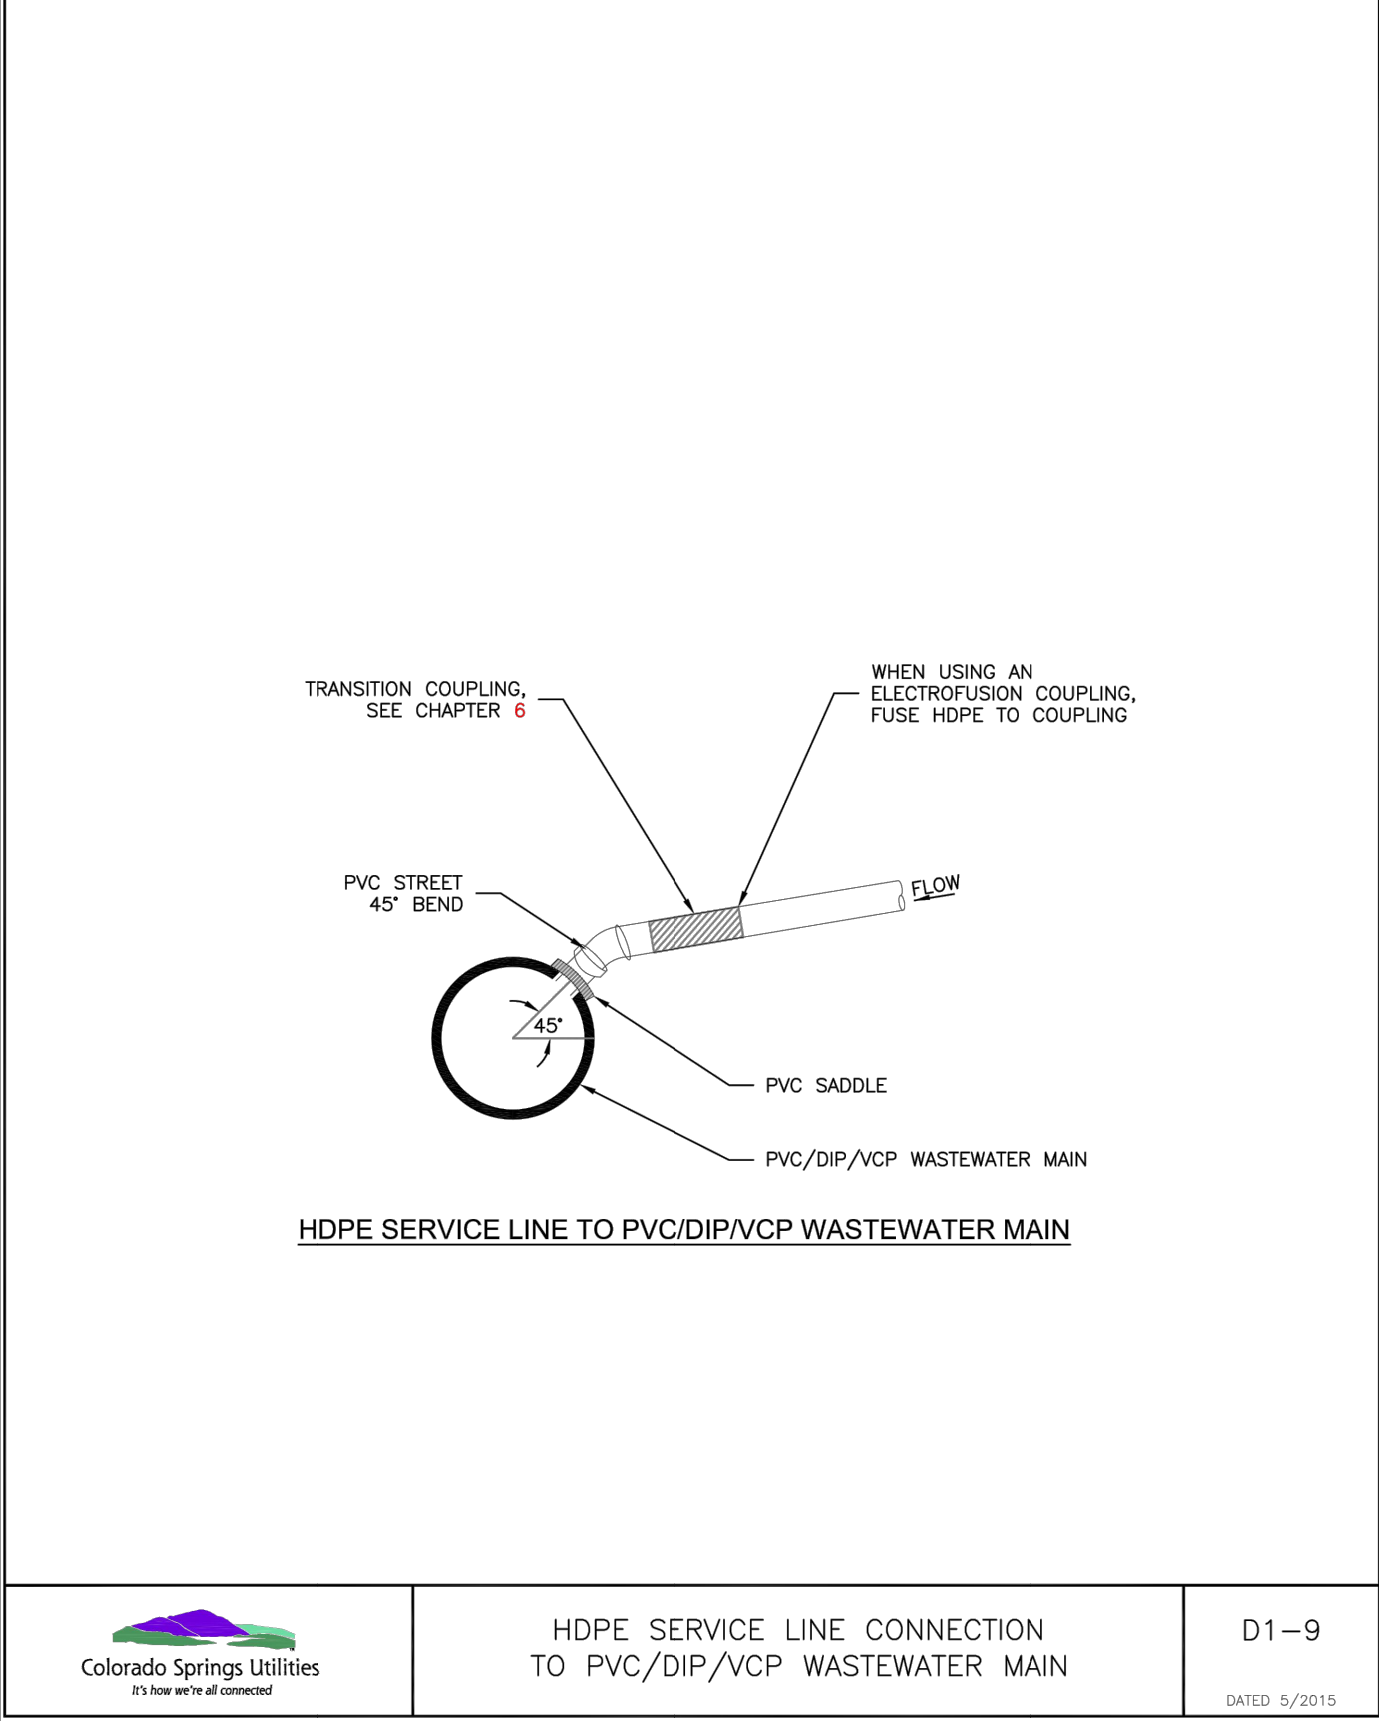 WHEN USING AN
ELECTROFUSION COUPLING,
FUSE HDPE TO COUPLING
TRANSITION COUPLING,
SEE CHAPTER 6
PVC STREET
45° BEND
FLOW
45°
PVC SADDLE
PVC/DIP/VCP WASTEWATER MAIN
HDPE SERVICE LINE TO PVC/DIP/VCP WASTEWATER MAIN
Colorado Springs Utilities
It's how we're all connected
HDPE SERVICE LINE CONNECTION
TO PVC/DIP/VCP WASTEWATER MAIN
D1-9
DATED 5/2015